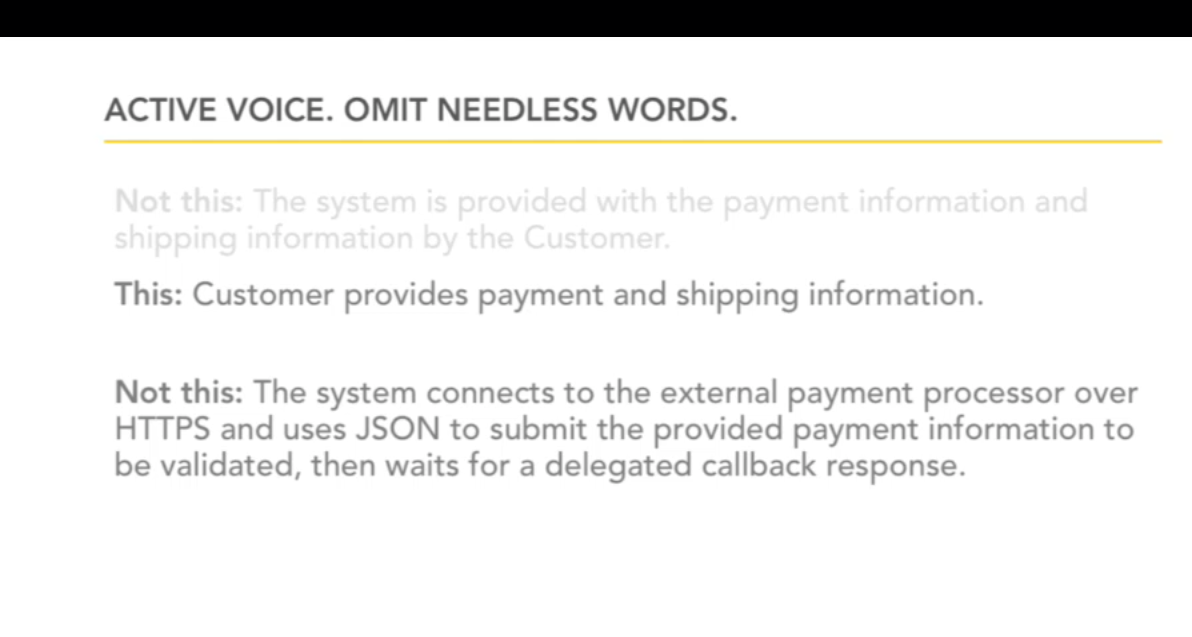 ACTIVE VOICE. OMIT NEEDLESS WORDS.
Not this: The system is provided with the payment information and
shipping information by the Customer.
This: Customer provides payment and shipping information.
Not this: The system connects to the external payment processor over
HTTPS and uses JSON to submit the provided payment information to
be validated, then waits for a delegated callback response.